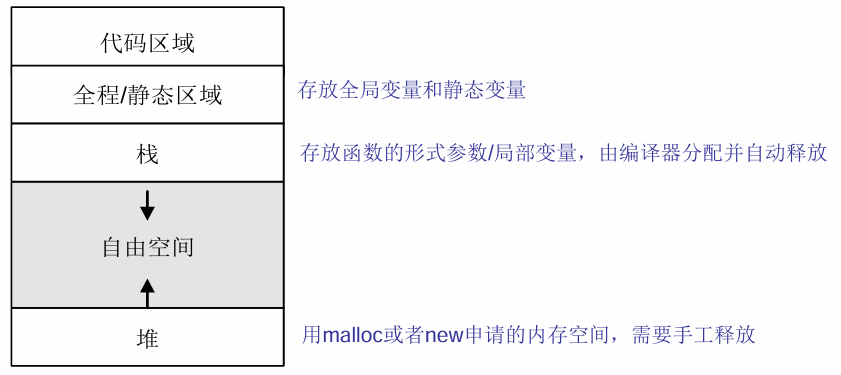 代码区域
全程/静态区域 存放全局变量和静态变量
栈 存放函数的形式参数/局部变量，由编译器分配并自动释放
自由空间
堆 用malloc或者new申请的内存空间，需要手工释放